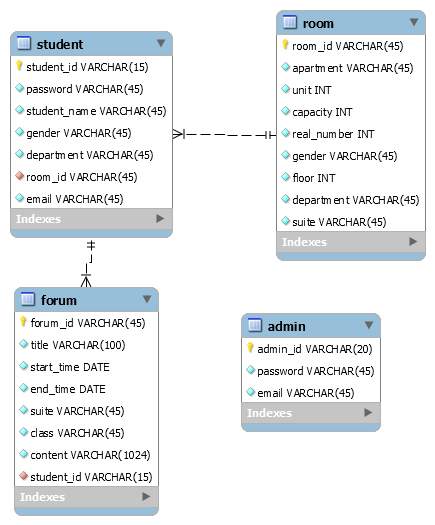 student
student_id VARCHAR(15)
password VARCHAR(45)
student_name VARCHAR(45)
gender VARCHAR(45)
department VARCHAR(45)
room_id VARCHAR(45)
email VARCHAR(45)
Indexes
room
room_id VARCHAR(45)
apartment VARCHAR(45)
unit INT
capacity INT
real_number INT
gender VARCHAR(45)
floor INT
department VARCHAR(45)
suite VARCHAR(45)
Indexes
forum
forum_id VARCHAR(45)
title VARCHAR(100)
start_time DATE
end_time DATE
suite VARCHAR(45)
class VARCHAR(45)
content VARCHAR(1024)
student_id VARCHAR(15)
Indexes
admin
admin_id VARCHAR(20)
password VARCHAR(45)
email VARCHAR(45)
Indexes